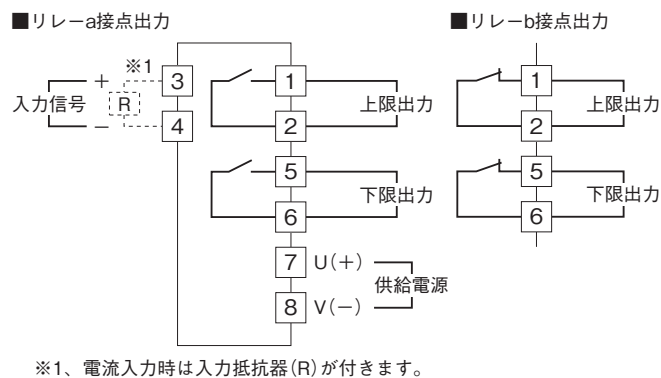 ■リレーa接点出力
入力信号
+
−
※1
R
3
4
1
2
上限出力
5
6
下限出力
7 U(+)
8 V(−)
供給電源
■リレーb接点出力
1
2
上限出力
5
6
下限出力
※1、電流入力時は入力抵抗器(R)が付きます。